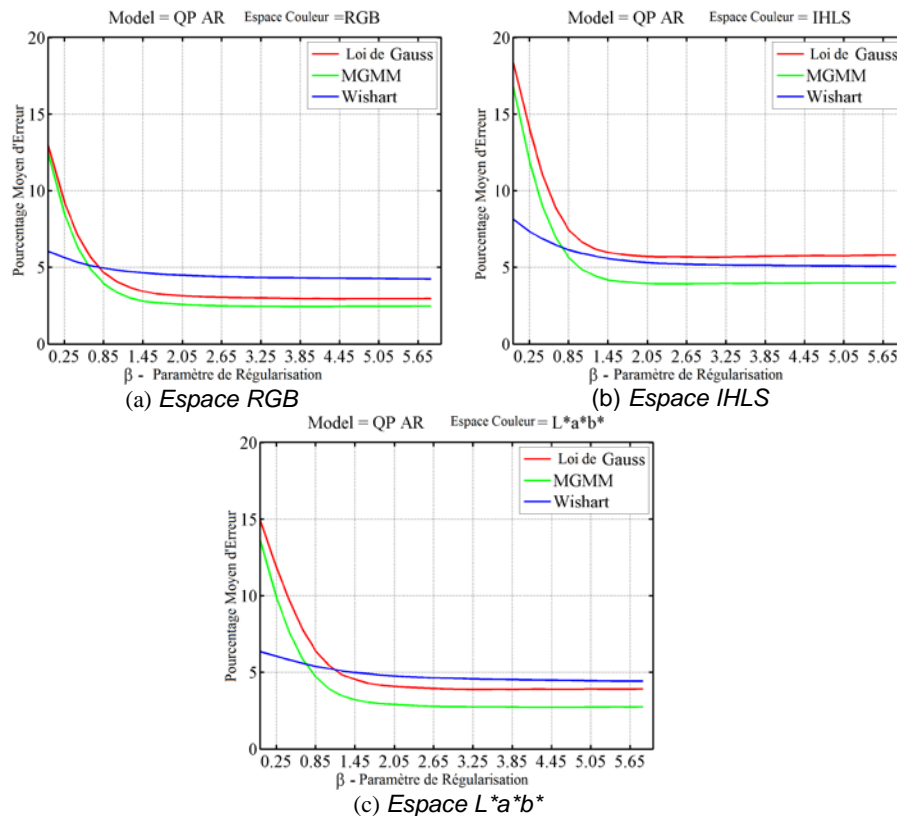 Model = QP AR Espace Couleur = RGB
20
15
10
5
0
Pourcentage Moyen d'Erreur
Loi de Gauss
MGMM
Wishart
0.25 0.85 1.45 2.05 2.65 3.25 3.85 4.45 5.05 5.65
β - Paramètre de Régularisation
(a) Espace RGB
Model = QP AR Espace Couleur = IHLS
20
15
10
5
0
Pourcentage Moyen d'Erreur
Loi de Gauss
MGMM
Wishart
0.25 0.85 1.45 2.05 2.65 3.25 3.85 4.45 5.05 5.65
β - Paramètre de Régularisation
(b) Espace IHLS
Model = QP AR Espace Couleur = L*a*b*
20
15
10
5
0
Pourcentage Moyen d'Erreur
Loi de Gauss
MGMM
Wishart
0.25 0.85 1.45 2.05 2.65 3.25 3.85 4.45 5.05 5.65
β - Paramètre de Régularisation
(c) Espace L*a*b*